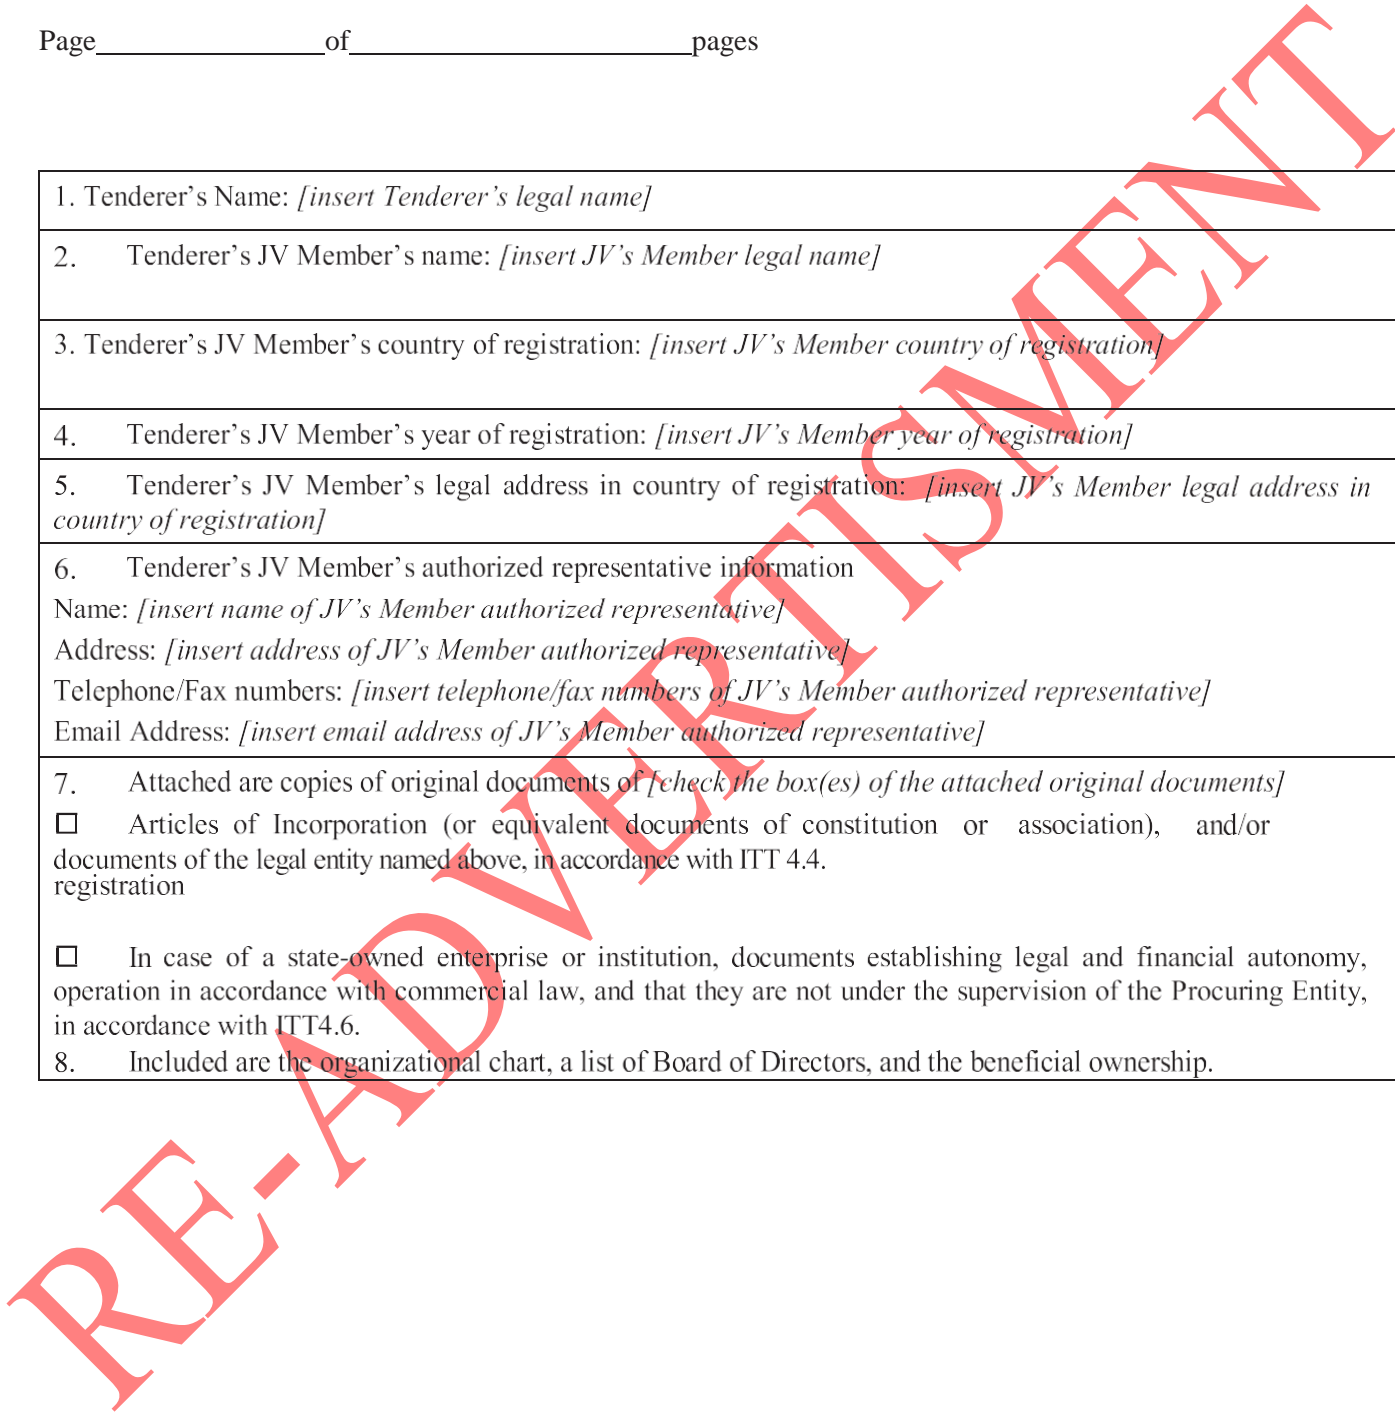 Page_______________of_______________________pages
1. Tenderer’s Name: [insert Tenderer’s legal name]
2. Tenderer’s JV Member’s name: [insert JV’s Member legal name]
3. Tenderer’s JV Member’s country of registration: [insert JV’s Member country of registration]
4. Tenderer’s JV Member’s year of registration: [insert JV’s Member year of registration]
5. Tenderer’s JV Member’s legal address in country of registration: [insert JV’s Member legal address in
country of registration]
6. Tenderer’s JV Member’s authorized representative information
Name: [insert name of JV’s Member authorized representative]
Address: [insert address of JV’s Member authorized representative]
Telephone/Fax numbers: [insert telephone/fax numbers of JV’s Member authorized representative]
Email Address: [insert email address of JV’s Member authorized representative]
7. Attached are copies of original documents of [check the box(es) of the attached original documents]
☐ Articles of Incorporation (or equivalent documents of constitution or association), and/or
documents of the legal entity named above, in accordance with ITT 4.4.
registration
☐ In case of a state-owned enterprise or institution, documents establishing legal and financial autonomy,
operation in accordance with commercial law, and that they are not under the supervision of the Procuring Entity,
in accordance with ITT4.6.
8. Included are the organizational chart, a list of Board of Directors, and the beneficial ownership.
RE-ADVERTISMENT